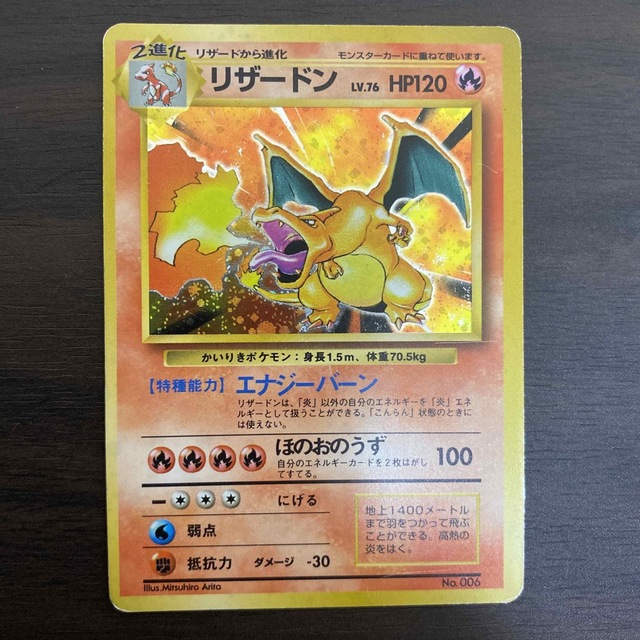 2進化
リザードから進化
モンスターカードに重ねて使います。
リザードン LV.76 HP120
かいりきポケモン：身長1.5m、体重70.5kg
【特種能力】エナジーバーン
リザードンは、「炎」以外の自分のエネルギーを「炎」エネ
ルギーとして扱うことができる。「こんらん」状態のときに
は使えない。
ほのおのうず 100
自分のエネルギーカードを2枚はがし
てすてる。
にげる
弱点
抵抗力 ダメージ -30
地上1400メートル
まで羽をつかって飛ぶ
ことができる。高熱の
炎をはく。
Illus.Mitsuhiro Arita
No.006